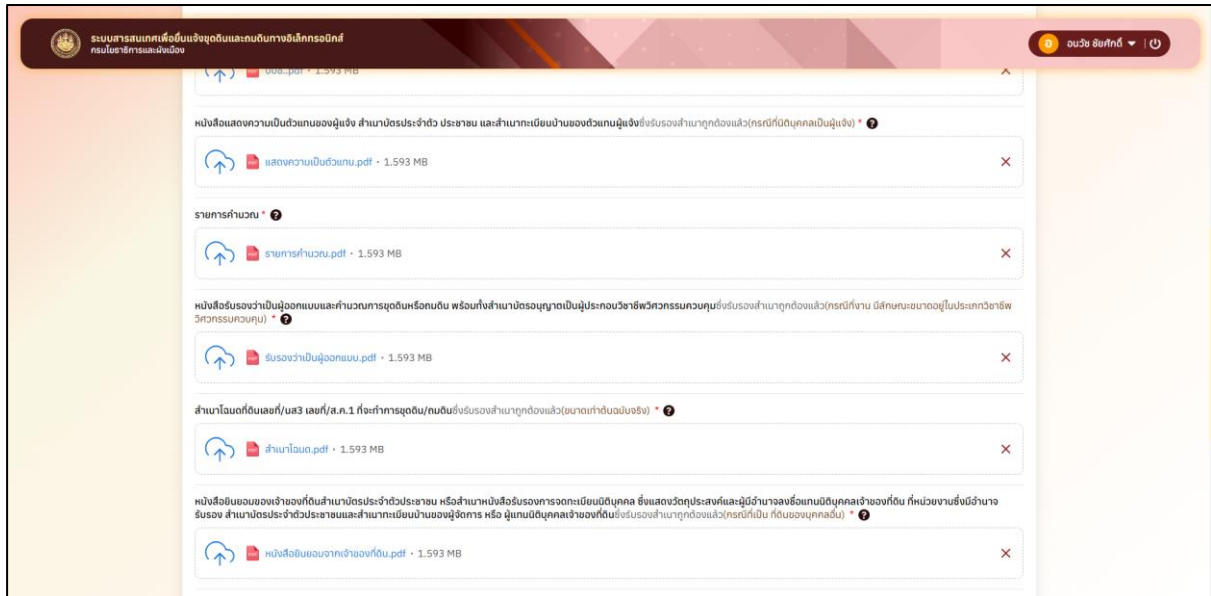 ระบบสารสนเทศเพื่อยื่นแจ้งขุดดินและถมดินทางอิเล็กทรอนิกส์
กรมโยธาธิการและผังเมือง
อ อนวัช ชัยศักดิ์
1.593 MB
หนังสือแสดงความเป็นตัวแทนของผู้แจ้ง สำเนาบัตรประจำตัว ประชาชน และสำเนาทะเบียนบ้านของตัวแทนผู้แจ้งซึ่งรับรองสำเนาถูกต้องแล้ว(กรณีที่นิติบุคคลเป็นผู้แจ้ง) * ?
แสดงความเป็นตัวแทน.pdf • 1.593 MB
รายการคำนวณ * ?
รายการคำนวณ.pdf • 1.593 MB
หนังสือรับรองว่าเป็นผู้ออกแบบและคำนวณการขุดดินหรือถมดิน พร้อมทั้งสำเนาบัตรอนุญาตเป็นผู้ประกอบวิชาชีพวิศวกรรมควบคุมซึ่งรับรองสำเนาถูกต้องแล้ว(กรณีที่งาน มีลักษณะขนาดอยู่ในประเภทวิชาชีพ
วิศวกรรมควบคุม) * ?
รับรองว่าเป็นผู้ออกแบบ.pdf • 1.593 MB
สำเนาโฉนดที่ดินเลขที่/นส3 เลขที่/ส.ค.1 ที่จะทำการขุดดิน/ถมดินซึ่งรับรองสำเนาถูกต้องแล้ว(ขนาดเท่าต้นฉบับจริง) * ?
สำเนาโฉนด.pdf • 1.593 MB
หนังสือยินยอมของเจ้าของที่ดินสำเนาบัตรประจำตัวประชาชน หรือสำเนาหนังสือรับรองการจดทะเบียนนิติบุคคล ซึ่งแสดงวัตถุประสงค์และผู้มีอำนาจลงชื่อแทนนิติบุคคลเจ้าของที่ดิน ที่หน่วยงานซึ่งมีอำนาจ
รับรอง สำเนาบัตรประจำตัวประชาชนและสำเนาทะเบียนบ้านของผู้จัดการ หรือ ผู้แทนนิติบุคคลเจ้าของที่ดินซึ่งรับรองสำเนาถูกต้องแล้ว(กรณีที่เป็น ที่ดินของบุคคลอื่น) * ?
หนังสือยินยอมจากเจ้าของที่ดิน.pdf • 1.593 MB